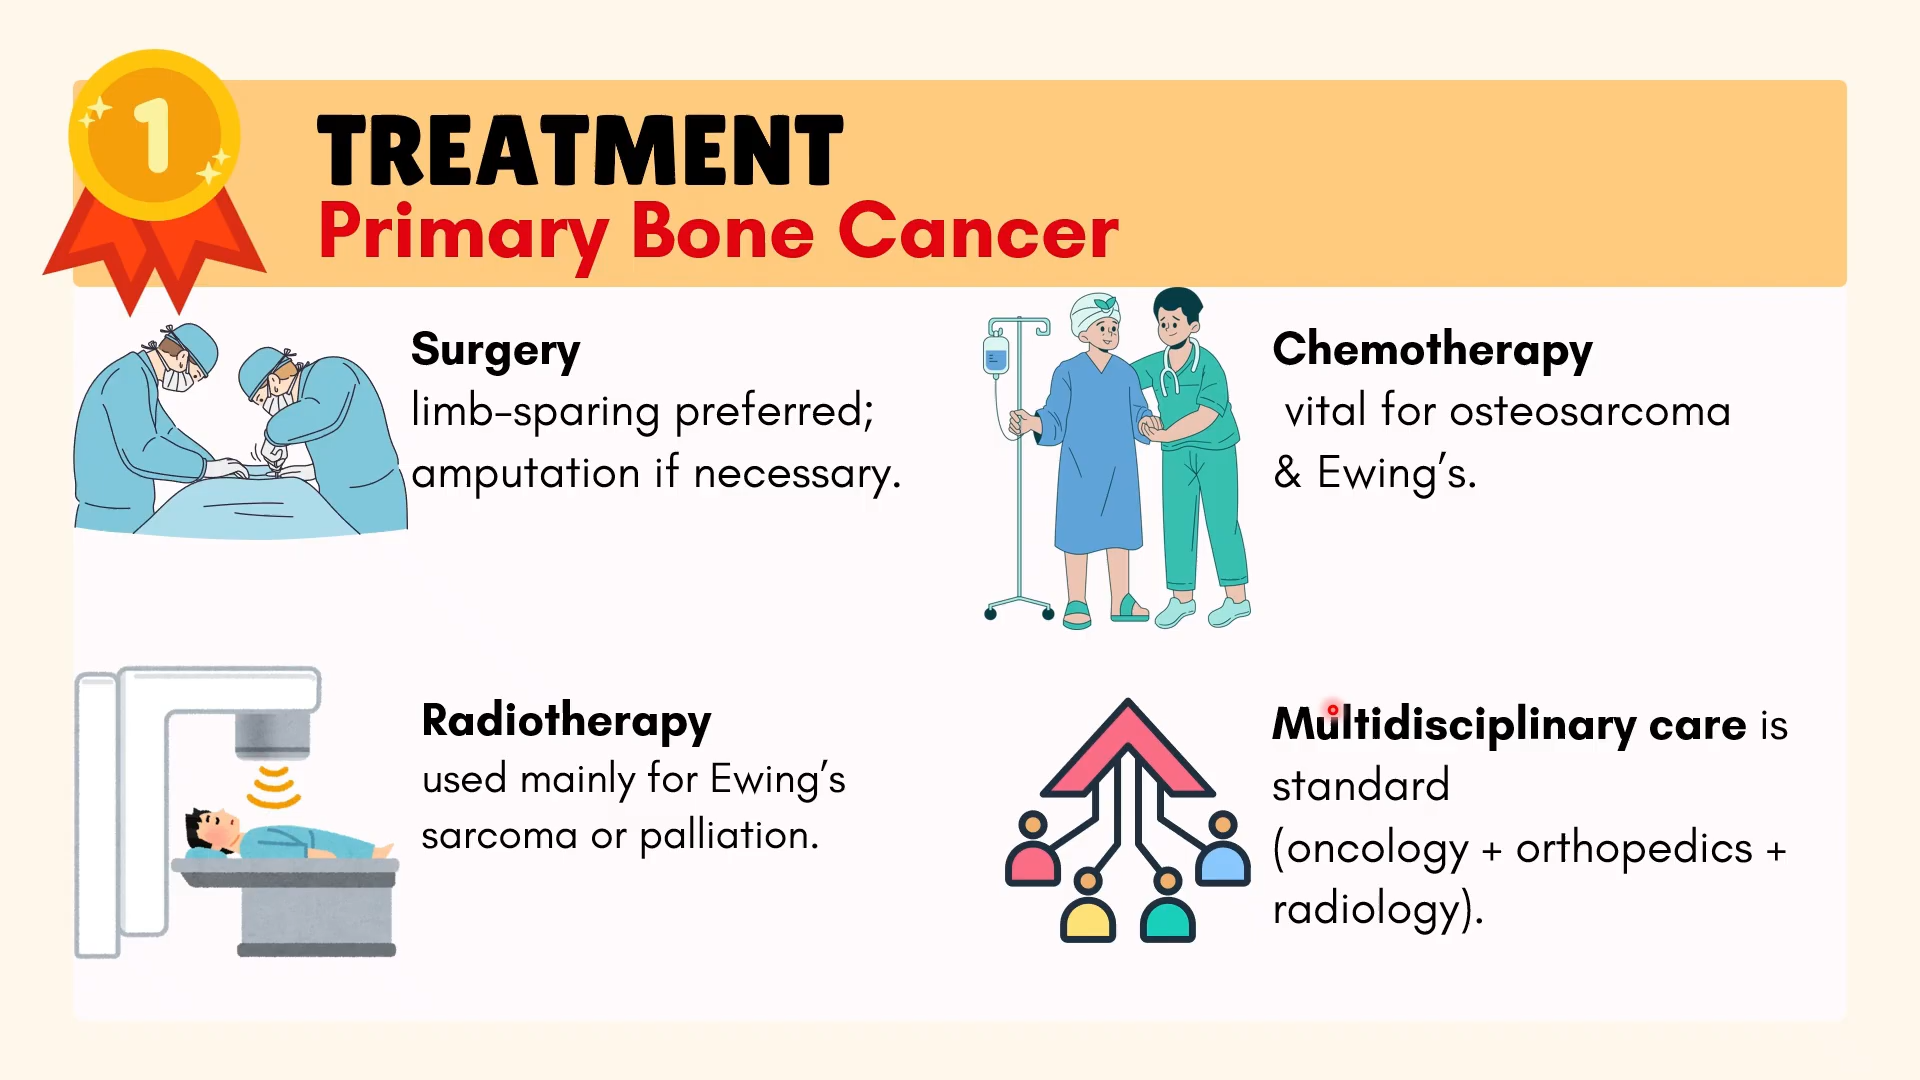 1
TREATMENT
Primary Bone Cancer
Surgery
limb-sparing preferred;
amputation if necessary.
Chemotherapy
vital for osteosarcoma
& Ewing’s.
Radiotherapy
used mainly for Ewing’s
sarcoma or palliation.
Multidisciplinary care is
standard
(oncology + orthopedics +
radiology).